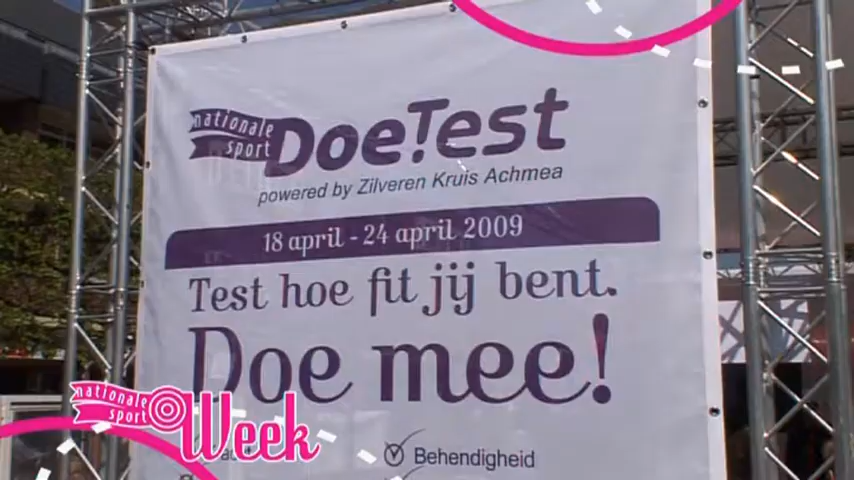 nationale
sport
DoeTest
powered by Zilveren Kruis Achmea
18 april - 24 april 2009
Test hoe fit jij bent.
Doe mee!
Behendigheid
nationale
sport
Week